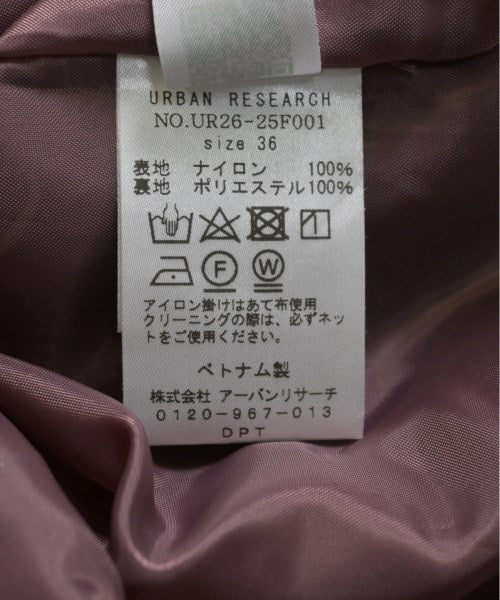 URBAN RESEARCH
NO.UR26-25F001
size 36
表地 ナイロン 100%
裏地 ポリエステル100%
F W
アイロン掛けはあて布使用
クリーニングの際は、必ずネッ
トをご使用ください。
ベトナム製
株式会社 アーバンリサーチ
0120-967-013
DPT